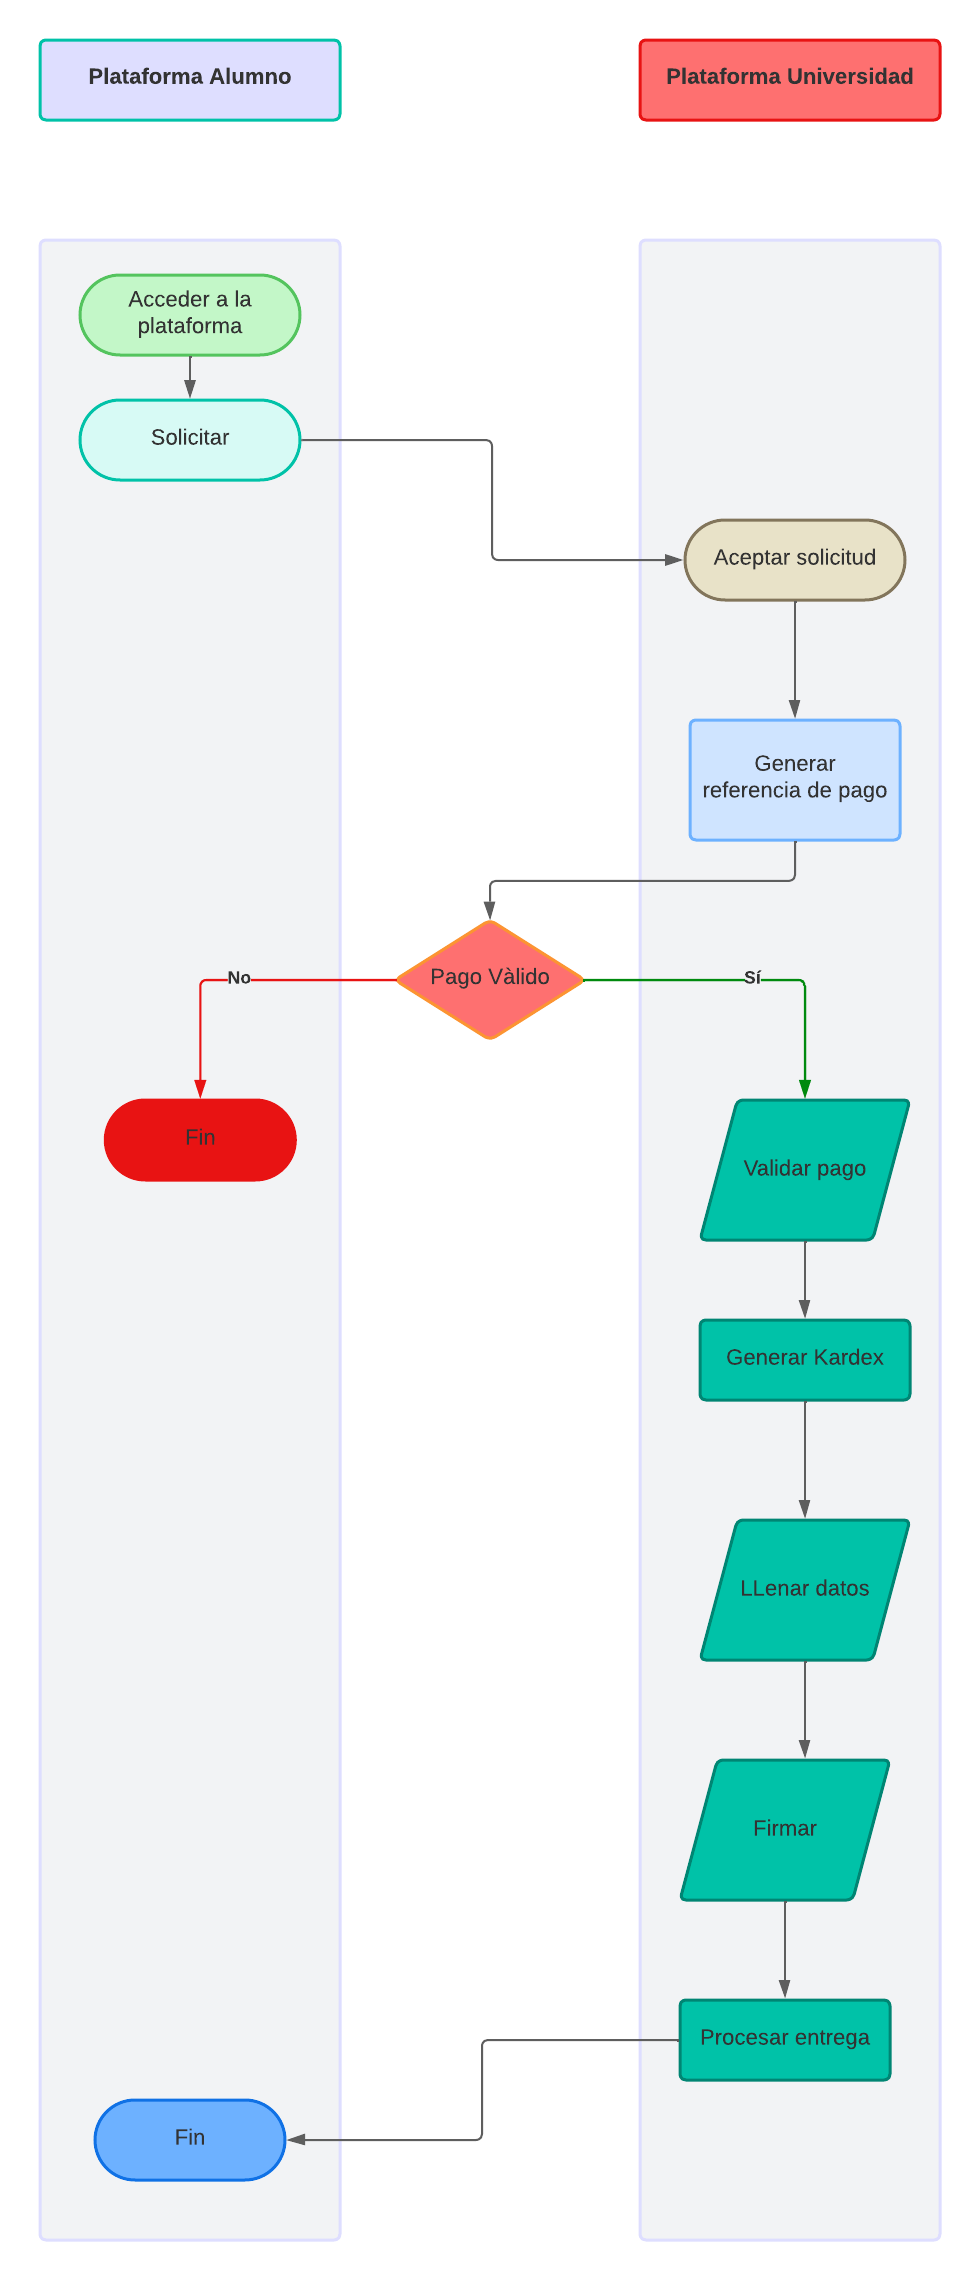 Plataforma Alumno
Plataforma Universidad
Acceder a la
plataforma
Solicitar
Aceptar solicitud
Generar
referencia de pago
Pago Vàlido
No
Sí
Fin
Validar pago
Generar Kardex
LLenar datos
Firmar
Procesar entrega
Fin